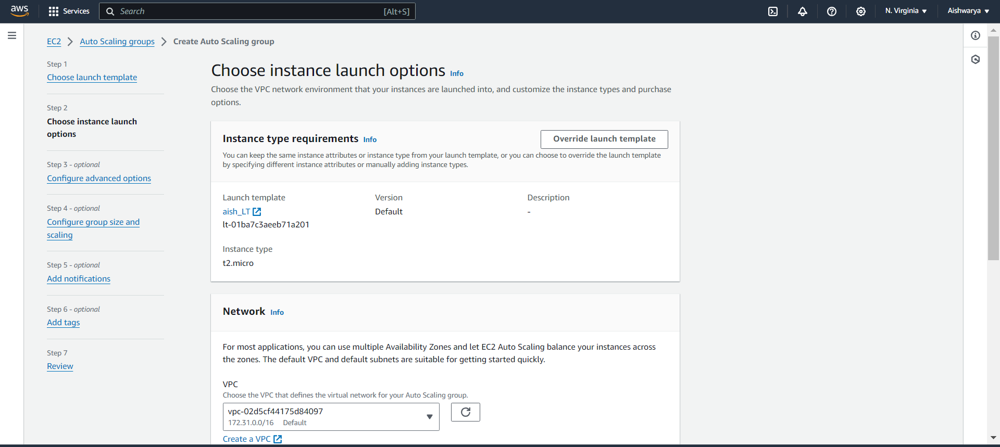 aws
Services
Search
[Alt+S]
N. Virginia
Aishwarya
EC2 > Auto Scaling groups > Create Auto Scaling group
Step 1
Choose launch template
Step 2
Choose instance launch
options
Step 3 - optional
Configure advanced options
Step 4 - optional
Configure group size and
scaling
Step 5 - optional
Add notifications
Step 6 - optional
Add tags
Step 7
Review
Choose instance launch options Info
Choose the VPC network environment that your instances are launched into, and customize the instance types and purchase
options.
Instance type requirements Info
Override launch template
You can keep the same instance attributes or instance type from your launch template, or you can choose to override the launch template
by specifying different instance attributes or manually adding instance types.
Launch template
aish_LT
lt-01ba7c3aeeb71a201
Version
Default
Description
-
Instance type
t2.micro
Network Info
For most applications, you can use multiple Availability Zones and let EC2 Auto Scaling balance your instances across
the zones. The default VPC and default subnets are suitable for getting started quickly.
VPC
Choose the VPC that defines the virtual network for your Auto Scaling group.
vpc-02d5cf44175d84097
172.31.0.0/16 Default
Create a VPC